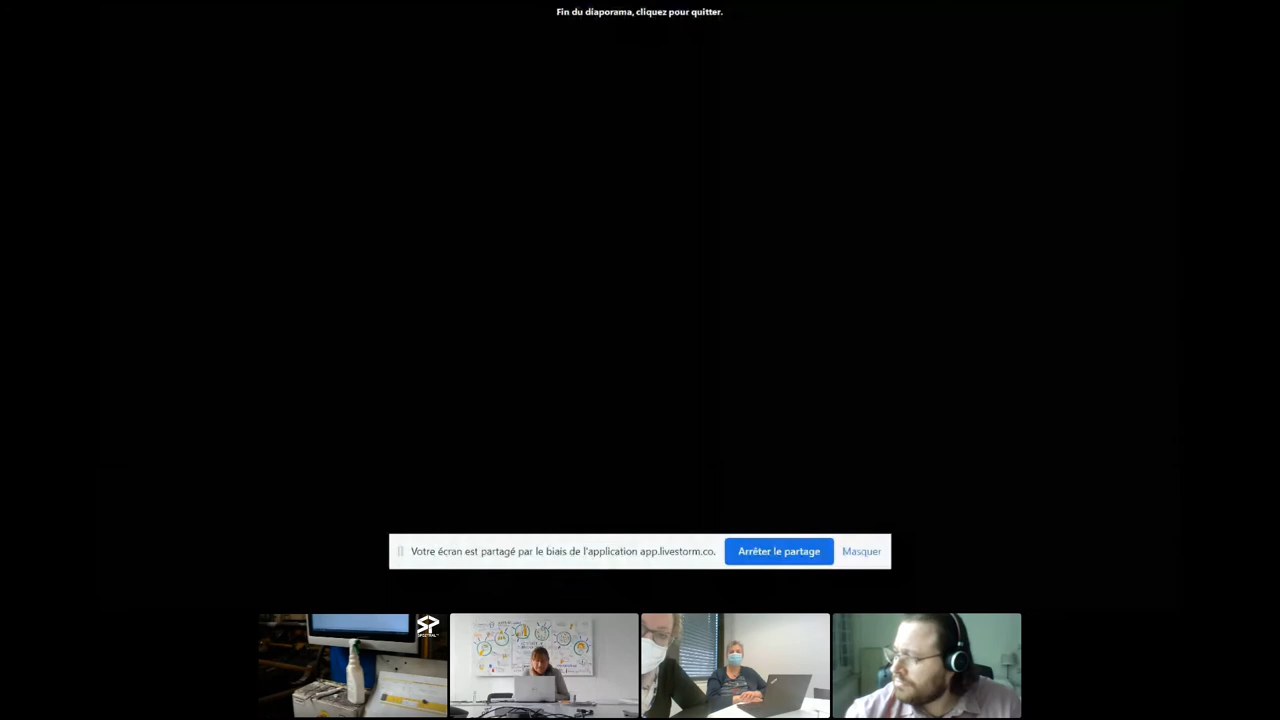 Fin du diaporama, cliquez pour quitter.
Votre écran est partagé par le biais de l'application app.livestorm.co.
Arrêter le partage
Masquer
SPECTRAL